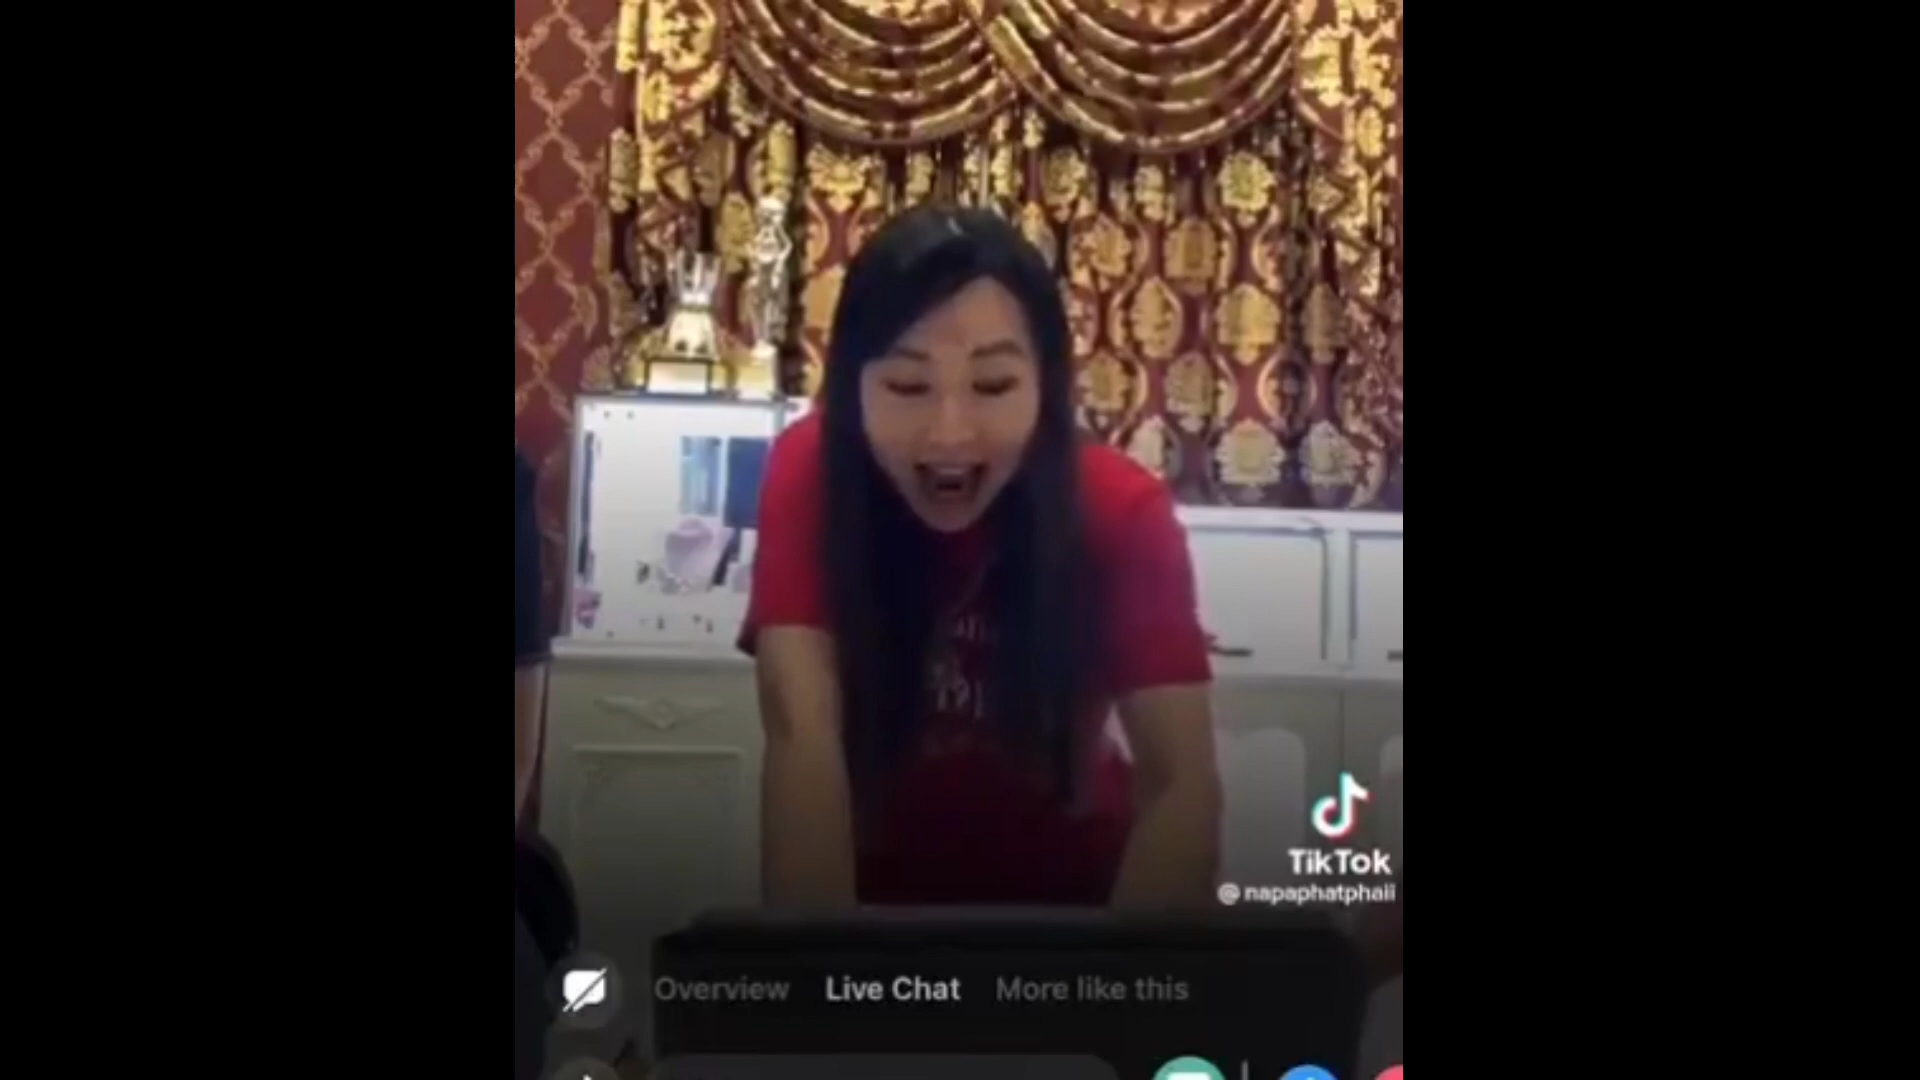 TikTok
@napaphatphaii
Overview
Live Chat
More like this